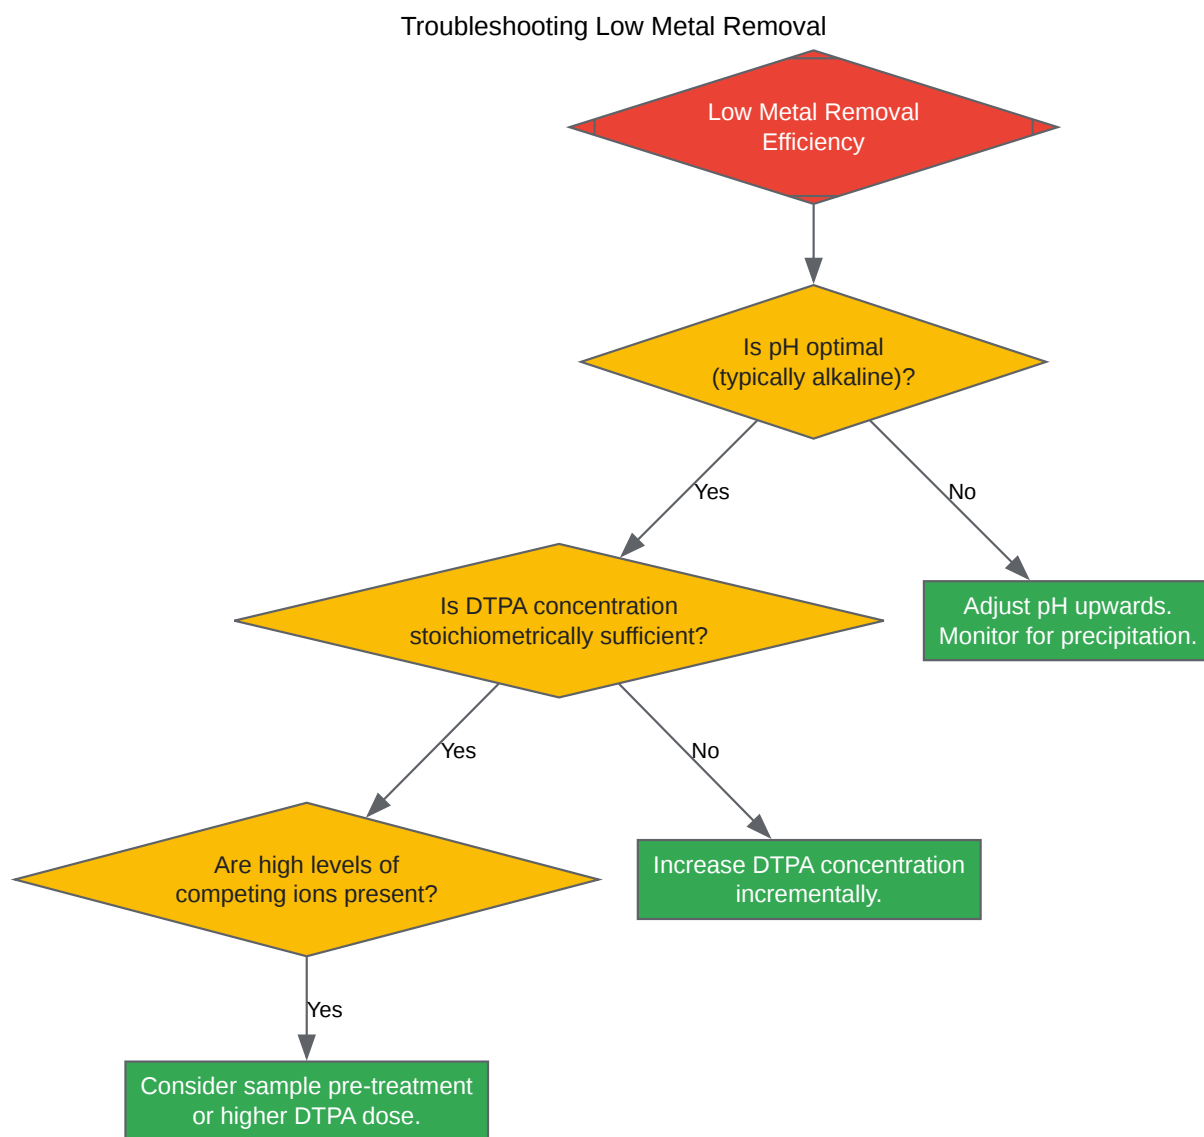 Troubleshooting Low Metal Removal
Low Metal Removal
Efficiency
Is pH optimal
(typically alkaline)?
Yes
No
Is DTPA concentration
stoichiometrically sufficient?
Adjust pH upwards.
Monitor for precipitation.
Yes
No
Are high levels of
competing ions present?
Increase DTPA concentration
incrementally.
Yes
Consider sample pre-treatment
or higher DTPA dose.